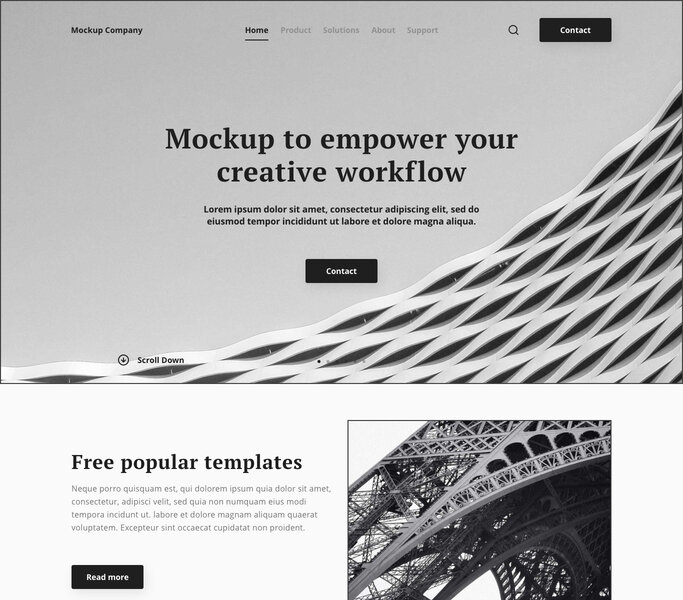 Mockup Company
Home Product Solutions About Support
Contact
Mockup to empower your
creative workflow
Lorem ipsum dolor sit amet, consectetur adipiscing elit, sed do
eiusmod tempor incididunt ut labore et dolore magna aliqua.
Contact
Scroll Down
Free popular templates
Neque porro quisquam est, qui dolorem ipsum quia dolor sit amet,
consectetur, adipisci velit, sed quia non numquam eius modi
tempora incidunt ut. labore et dolore magnam aliquam quaerat
voluptatem. Excepteur sint occaecat cupidatat non proident.
Read more